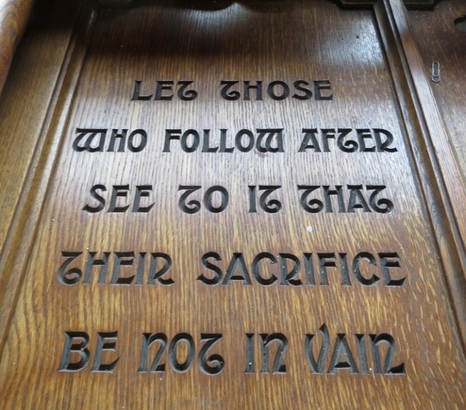 LET THOSE
WHO FOLLOW AFTER
SEE TO IT THAT
THEIR SACRIFICE
BE NOT IN VAIN